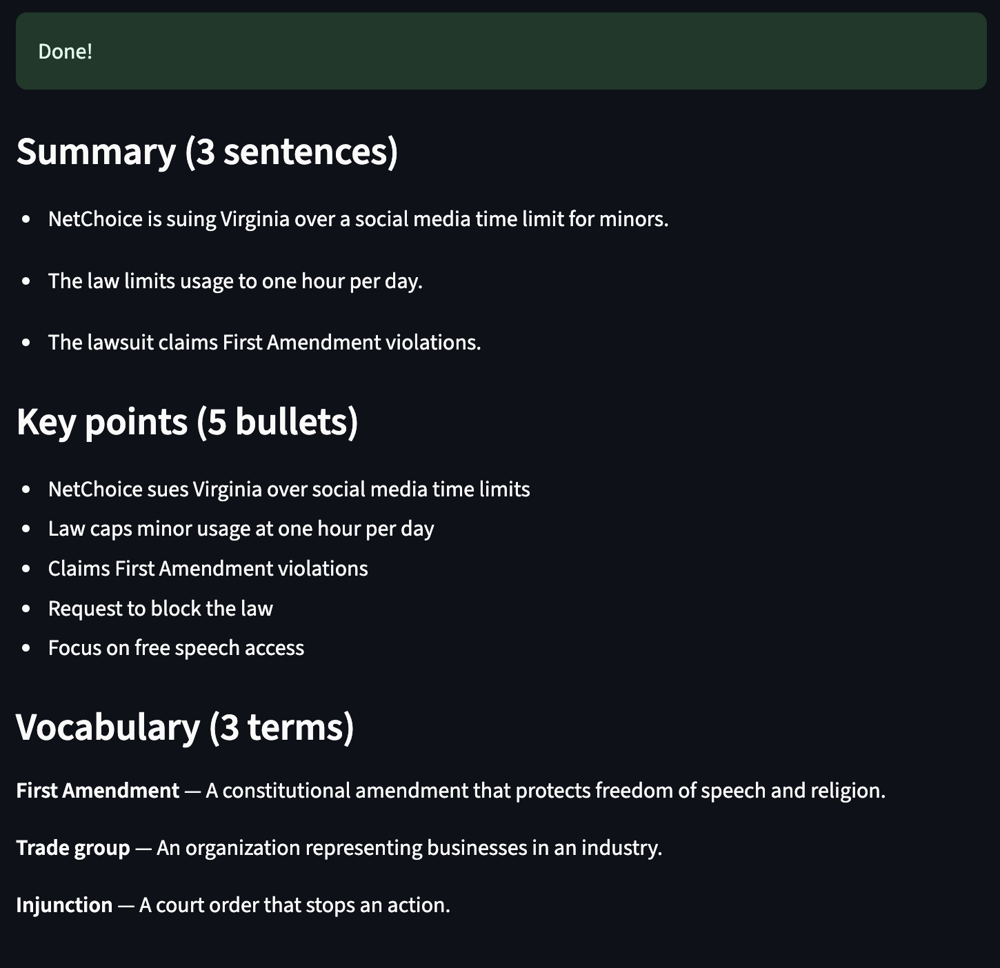 Done!
Summary (3 sentences)
• NetChoice is suing Virginia over a social media time limit for minors.
• The law limits usage to one hour per day.
• The lawsuit claims First Amendment violations.
Key points (5 bullets)
• NetChoice sues Virginia over social media time limits
• Law caps minor usage at one hour per day
• Claims First Amendment violations
• Request to block the law
• Focus on free speech access
Vocabulary (3 terms)
First Amendment — A constitutional amendment that protects freedom of speech and religion.
Trade group — An organization representing businesses in an industry.
Injunction — A court order that stops an action.